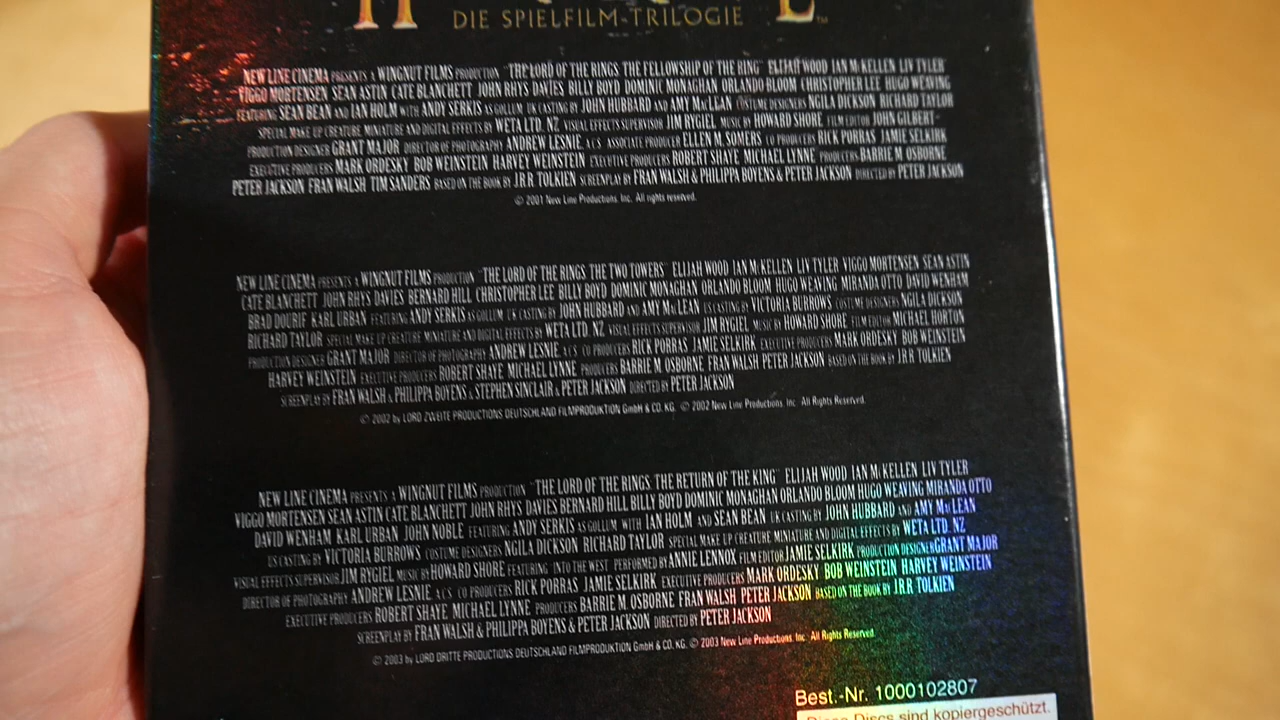 DIE SPIELFILM-TRILOGIE
NEW LINE CINEMA PRESENTS A WINGNUT FILMS PRODUCTION "THE LORD OF THE RINGS THE FELLOWSHIP OF THE RING" ELIJAH WOOD IAN McKELLEN LIV TYLER
VIGGO MORTENSEN SEAN ASTIN CATE BLANCHETT JOHN RHYS DAVIES BILLY BOYD DOMINIC MONAGHAN ORLANDO BLOOM CHRISTOPHER LEE HUGO WEAVING
FEATURING SEAN BEAN AND IAN HOLM WITH ANDY SERKIS AS GOLLUM UK CASTING BY JOHN HUBBARD AND AMY MacLEAN COSTUME DESIGNERS NGILA DICKSON RICHARD TAYLOR
SPECIAL MAKE UP CREATURE MINIATURE AND DIGITAL EFFECTS BY WETA LTD. NZ VISUAL EFFECTS SUPERVISOR JIM RYGIEL MUSIC BY HOWARD SHORE FILM EDITOR JOHN GILBERT
PRODUCTION DESIGNER GRANT MAJOR DIRECTOR OF PHOTOGRAPHY ANDREW LESNIE, A.C.S. ASSOCIATE PRODUCER ELLEN M. SOMERS CO PRODUCERS RICK PORRAS JAMIE SELKIRK
EXECUTIVE PRODUCERS MARK ORDESKY BOB WEINSTEIN HARVEY WEINSTEIN EXECUTIVE PRODUCERS ROBERT SHAYE MICHAEL LYNNE PRODUCERS BARRIE M. OSBORNE
PETER JACKSON FRAN WALSH TIM SANDERS BASED ON THE BOOK BY J.R.R. TOLKIEN SCREENPLAY BY FRAN WALSH & PHILIPPA BOYENS & PETER JACKSON DIRECTED BY PETER JACKSON
© 2001 New Line Productions, Inc. All rights reserved.
NEW LINE CINEMA PRESENTS A WINGNUT FILMS PRODUCTION "THE LORD OF THE RINGS THE TWO TOWERS" ELIJAH WOOD IAN McKELLEN LIV TYLER VIGGO MORTENSEN SEAN ASTIN
CATE BLANCHETT JOHN RHYS DAVIES BERNARD HILL CHRISTOPHER LEE BILLY BOYD DOMINIC MONAGHAN ORLANDO BLOOM HUGO WEAVING MIRANDA OTTO DAVID WENHAM
BRAD DOURIF KARL URBAN FEATURING ANDY SERKIS AS GOLLUM UK CASTING BY JOHN HUBBARD AND AMY MacLEAN U.S CASTING BY VICTORIA BURROWS COSTUME DESIGNERS NGILA DICKSON
RICHARD TAYLOR SPECIAL MAKE UP CREATURE MINIATURE AND DIGITAL EFFECTS BY WETA LTD. NZ VISUAL EFFECTS SUPERVISOR JIM RYGIEL MUSIC BY HOWARD SHORE FILM EDITOR MICHAEL HORTON
PRODUCTION DESIGNER GRANT MAJOR DIRECTOR OF PHOTOGRAPHY ANDREW LESNIE A.C.S CO PRODUCERS RICK PORRAS JAMIE SELKIRK EXECUTIVE PRODUCERS MARK ORDESKY BOB WEINSTEIN
HARVEY WEINSTEIN EXECUTIVE PRODUCERS ROBERT SHAYE MICHAEL LYNNE PRODUCERS BARRIE M. OSBORNE FRAN WALSH PETER JACKSON BASED ON THE BOOK BY J.R.R TOLKIEN
SCREENPLAY BY FRAN WALSH & PHILIPPA BOYENS & STEPHEN SINCLAIR & PETER JACKSON DIRECTED BY PETER JACKSON
© 2002 by LORD ZWEITE PRODUCTIONS DEUTSCHLAND FILMPRODUKTION GmbH & CO. KG. © 2002 New Line Productions, Inc. All Rights Reserved.
NEW LINE CINEMA PRESENTS A WINGNUT FILMS PRODUCTION "THE LORD OF THE RINGS, THE RETURN OF THE KING" ELIJAH WOOD IAN McKELLEN LIV TYLER
VIGGO MORTENSEN SEAN ASTIN CATE BLANCHETT JOHN RHYS DAVIES BERNARD HILL BILLY BOYD DOMINIC MONAGHAN ORLANDO BLOOM HUGO WEAVING MIRANDA OTTO
DAVID WENHAM KARL URBAN JOHN NOBLE FEATURING ANDY SERKIS AS GOLLUM WITH IAN HOLM AND SEAN BEAN UK CASTING BY JOHN HUBBARD AND AMY MacLEAN
US CASTING BY VICTORIA BURROWS COSTUME DESIGNERS NGILA DICKSON RICHARD TAYLOR SPECIAL MAKE UP CREATURE MINIATURE AND DIGITAL EFFECTS BY WETA LTD. NZ
VISUAL EFFECTS SUPERVISOR JIM RYGIEL MUSIC BY HOWARD SHORE FEATURING INTO THE WEST PERFORMED BY ANNIE LENNOX FILM EDITOR JAMIE SELKIRK PRODUCTION DESIGNER GRANT MAJOR
DIRECTOR OF PHOTOGRAPHY ANDREW LESNIE A.C.S CO PRODUCERS RICK PORRAS JAMIE SELKIRK EXECUTIVE PRODUCERS MARK ORDESKY BOB WEINSTEIN HARVEY WEINSTEIN
EXECUTIVE PRODUCERS ROBERT SHAYE MICHAEL LYNNE PRODUCERS BARRIE M. OSBORNE FRAN WALSH PETER JACKSON BASED ON THE BOOK BY J.R.R TOLKIEN
SCREENPLAY BY FRAN WALSH & PHILIPPA BOYENS & PETER JACKSON DIRECTED BY PETER JACKSON
© 2003 by LORD DRITTE PRODUCTIONS DEUTSCHLAND FILMPRODUKTION GmbH & CO. KG. © 2003 New Line Productions, Inc. All Rights Reserved.
Best.-Nr. 1000102807
Diese Discs sind kopiergeschützt.